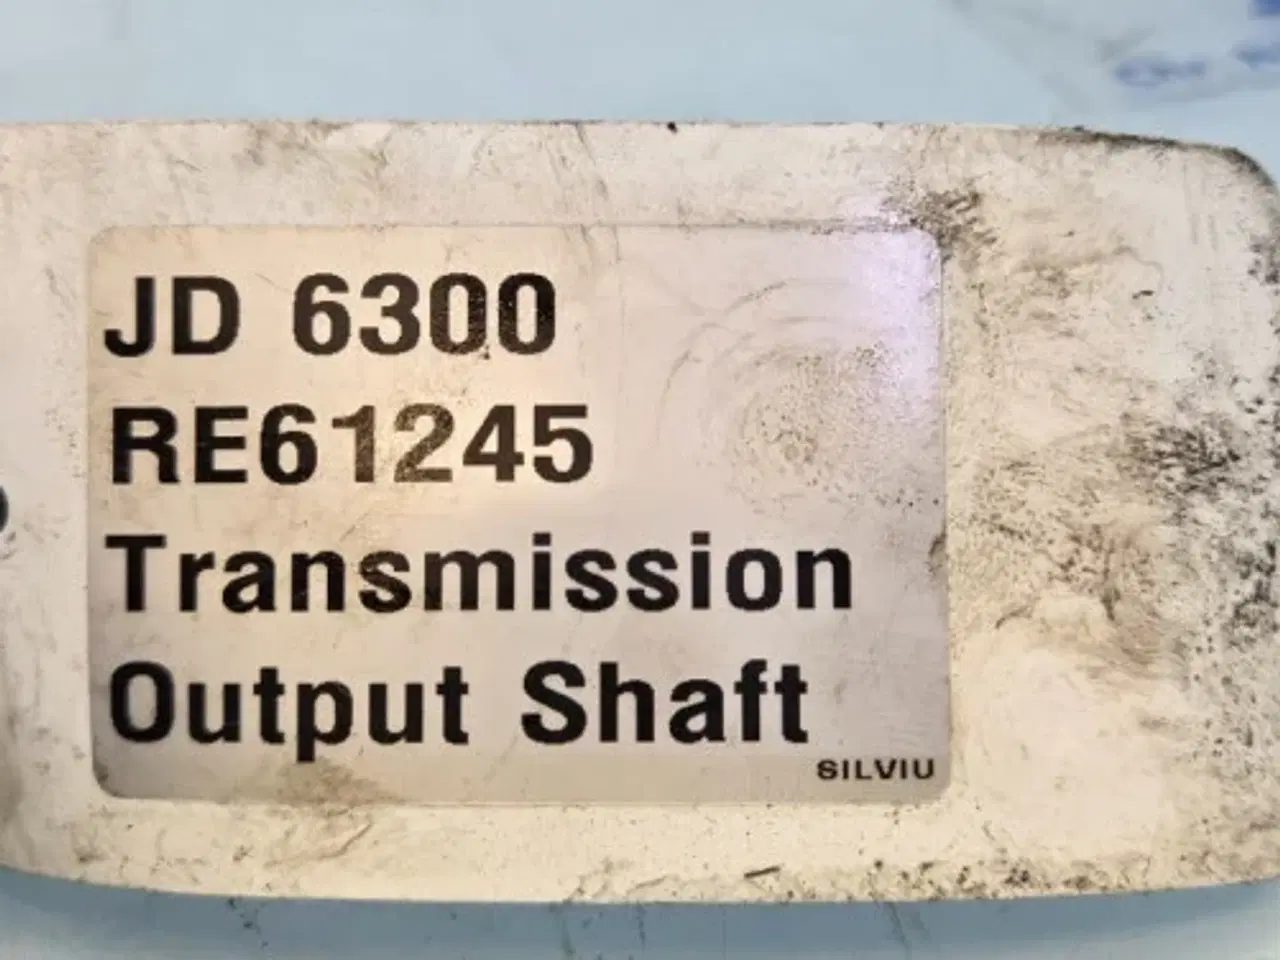 JD 6300
RE61245
Transmission
Output Shaft
SILVIU